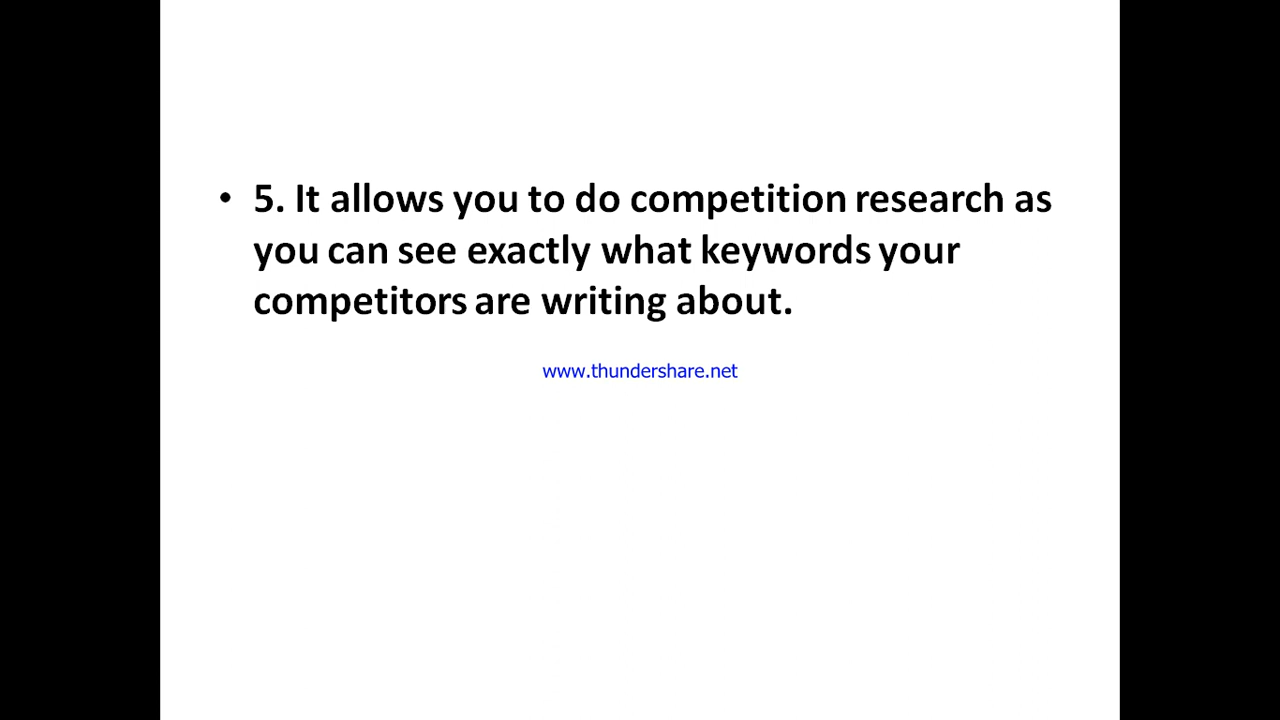 • 5. It allows you to do competition research as
you can see exactly what keywords your
competitors are writing about.
www.thundershare.net